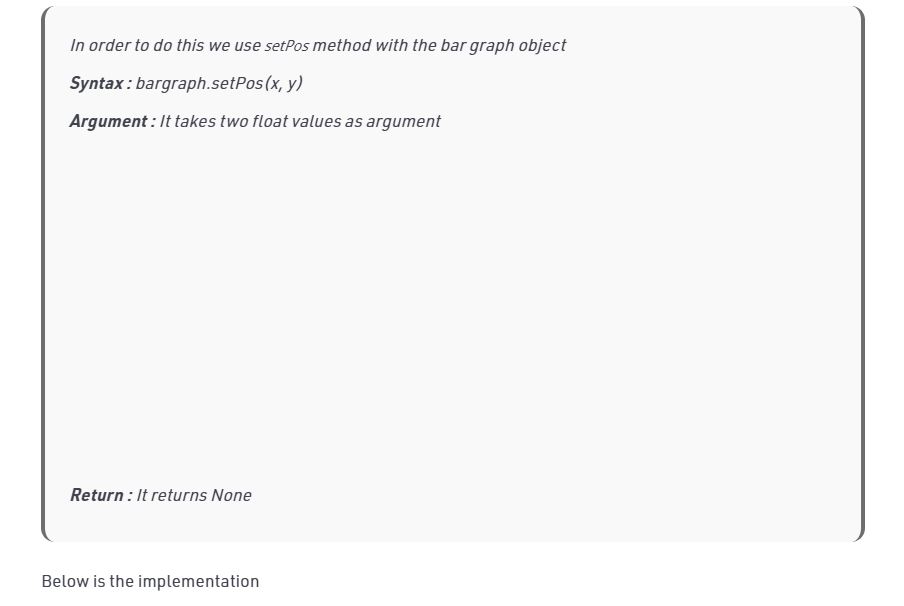 In order to do this we use setPos method with the bar graph object
Syntax : bargraph.setPos(x, y)
Argument : It takes two float values as argument
Return : It returns None
Below is the implementation